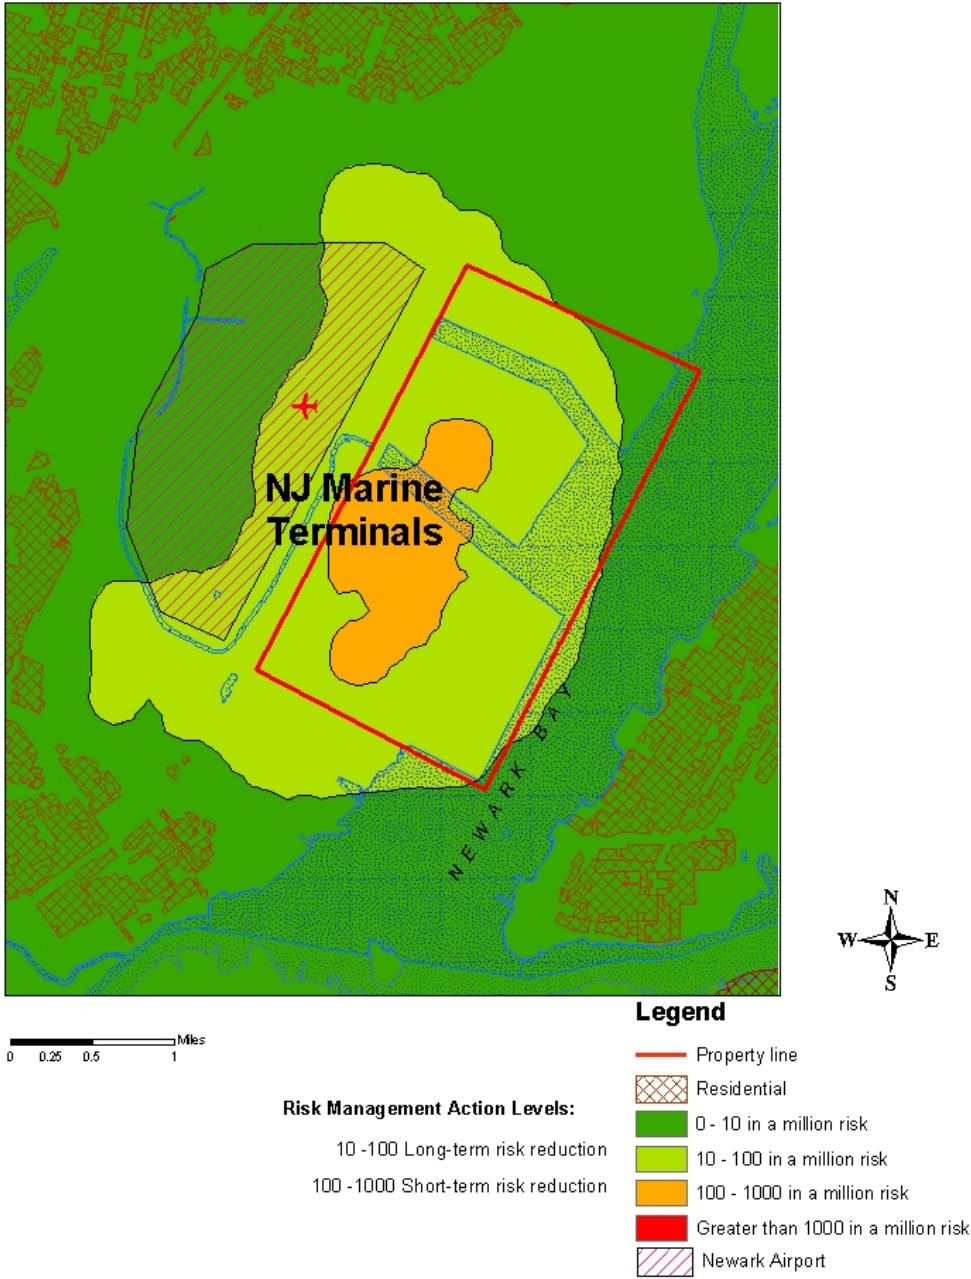 NJ Marine
Terminals
NEWARK BAY
N
W E
S
Miles
0 0.25 0.5 1
Risk Management Action Levels:
10 -100 Long-term risk reduction
100 -1000 Short-term risk reduction
Legend
Property line
Residential
0 - 10 in a million risk
10 - 100 in a million risk
100 - 1000 in a million risk
Greater than 1000 in a million risk
Newark Airport